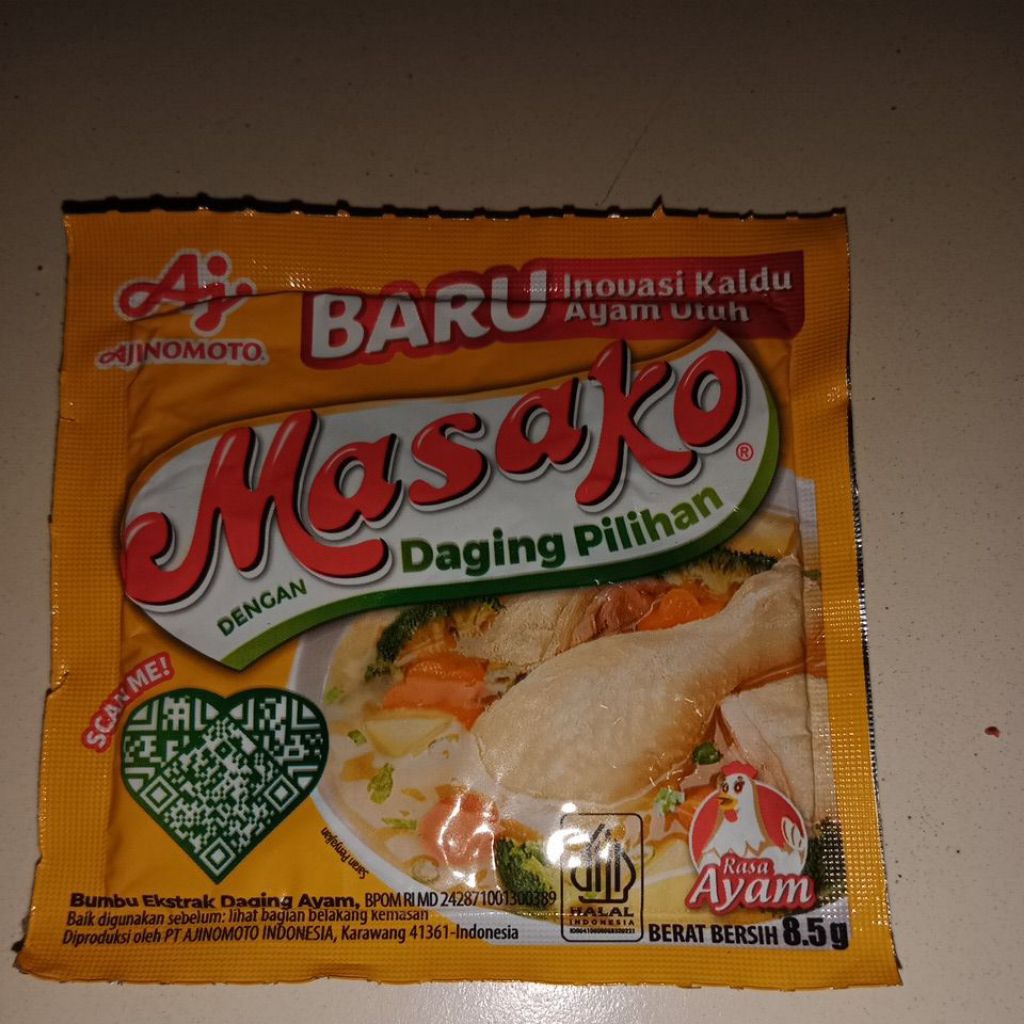 Aj
AJINOMOTO®
BARU
Inovasi Kaldu
Ayam Utuh
Masako®
DENGAN Daging Pilihan
SCAN ME!
Saran Penyajian
Rasa
Ayam
HALAL
INDONESIA
Bumbu Ekstrak Daging Ayam, BPOM RI MD 242871001300389
Baik digunakan sebelum: lihat bagian belakang kemasan
Diproduksi oleh PT AJINOMOTO INDONESIA, Karawang 41361-Indonesia
BERAT BERSIH 8.5g